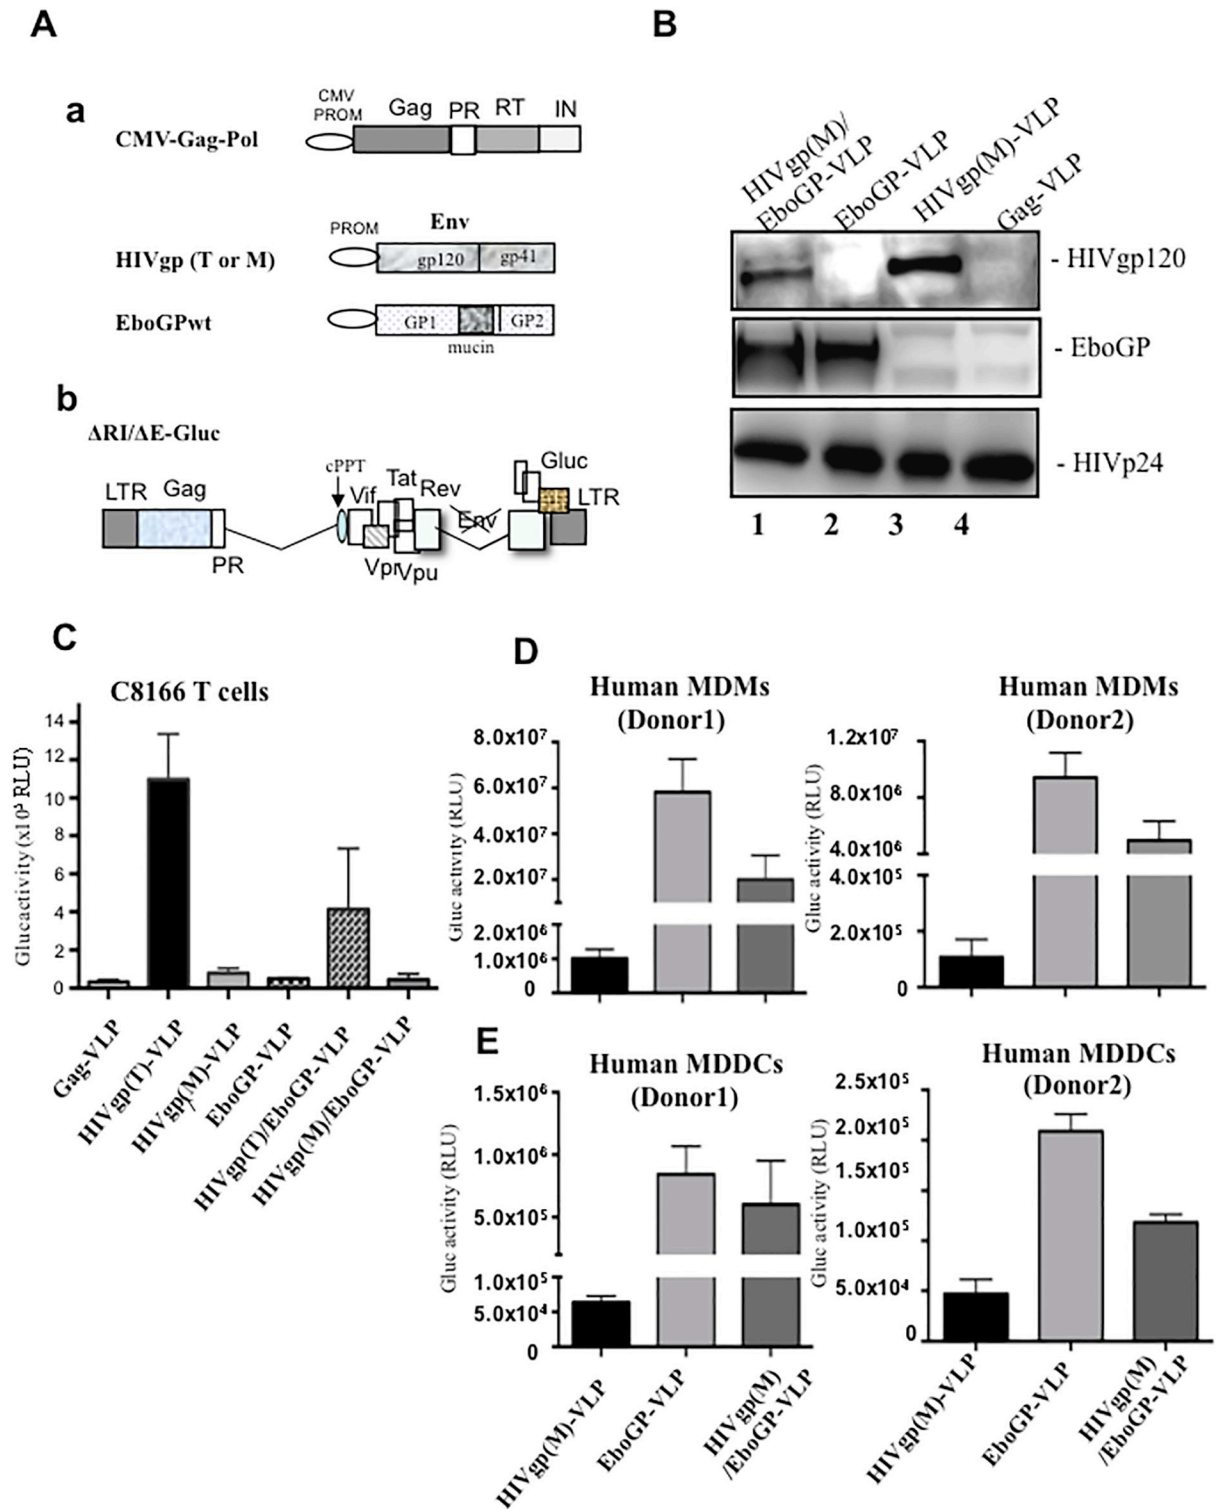 A
a
CMV
PROM
Gag
PR
RT
IN
CMV-Gag-Pol
Env
PROM
HIVgp (T or M)
gp120
gp41
EboGPwt
GP1
GP2
mucin
b
ΔRI/ΔE-Gluc
LTR
Gag
PR
cPPT
Vif
Tat
Rev
Env
Vpr
Vpu
Gluc
LTR
B
HIVgp(M)/
EboGP-VLP
EboGP-VLP
HIVgp(M)-VLP
Gag-VLP
- HIVgp120
- EboGP
- HIVp24
1 2 3 4
C
C8166 T cells
14
12
10
8
6
4
2
0
Gag-VLP
HIVgp(T)-VLP
HIVgp(M)-VLP
EboGP-VLP
HIVgp(T)/EboGP-VLP
HIVgp(M)/EboGP-VLP
D
Human MDMs
(Donor1)
Gluc activity (RLU)
8.0x10⁷
6.0x10⁷
4.0x10⁷
2.0x10⁷
2.0x10⁶
1.0x10⁶
0
Human MDMs
(Donor2)
Gluc activity (RLU)
1.2x10⁷
8.0x10⁶
4.0x10⁶
4.0x10⁵
2.0x10⁵
0
E
Human MDDCs
(Donor1)
Gluc activity (RLU)
1.5x10⁶
1.0x10⁶
5.0x10⁵
1.0x10⁵
5.0x10⁴
0
HIVgp(M)-VLP
EboGP-VLP
HIVgp(M)
/EboGP-VLP
Human MDDCs
(Donor2)
Gluc activity (RLU)
2.5x10⁵
2.0x10⁵
1.5x10⁵
1.0x10⁵
5.0x10⁴
0
HIVgp(M)-VLP
EboGP-VLP
HIVgp(M)
/EboGP-VLP